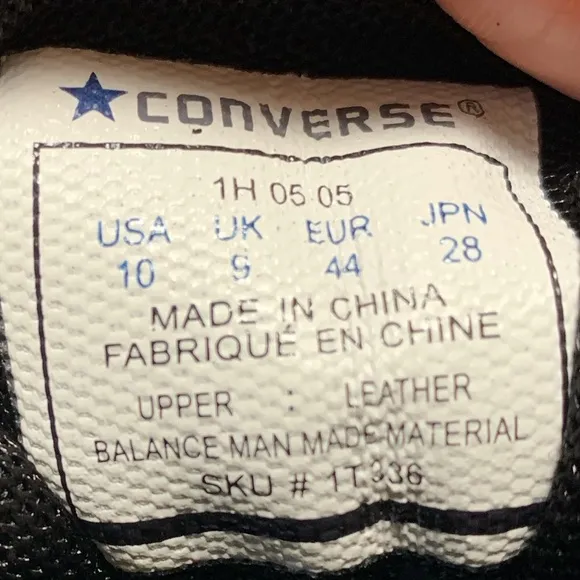 CONVERSE®
1H 05 05
USA UK EUR JPN
10 9 44 28
MADE IN CHINA
FABRIQUÉ EN CHINE
UPPER : LEATHER
BALANCE MAN MADE MATERIAL
SKU # 1T336